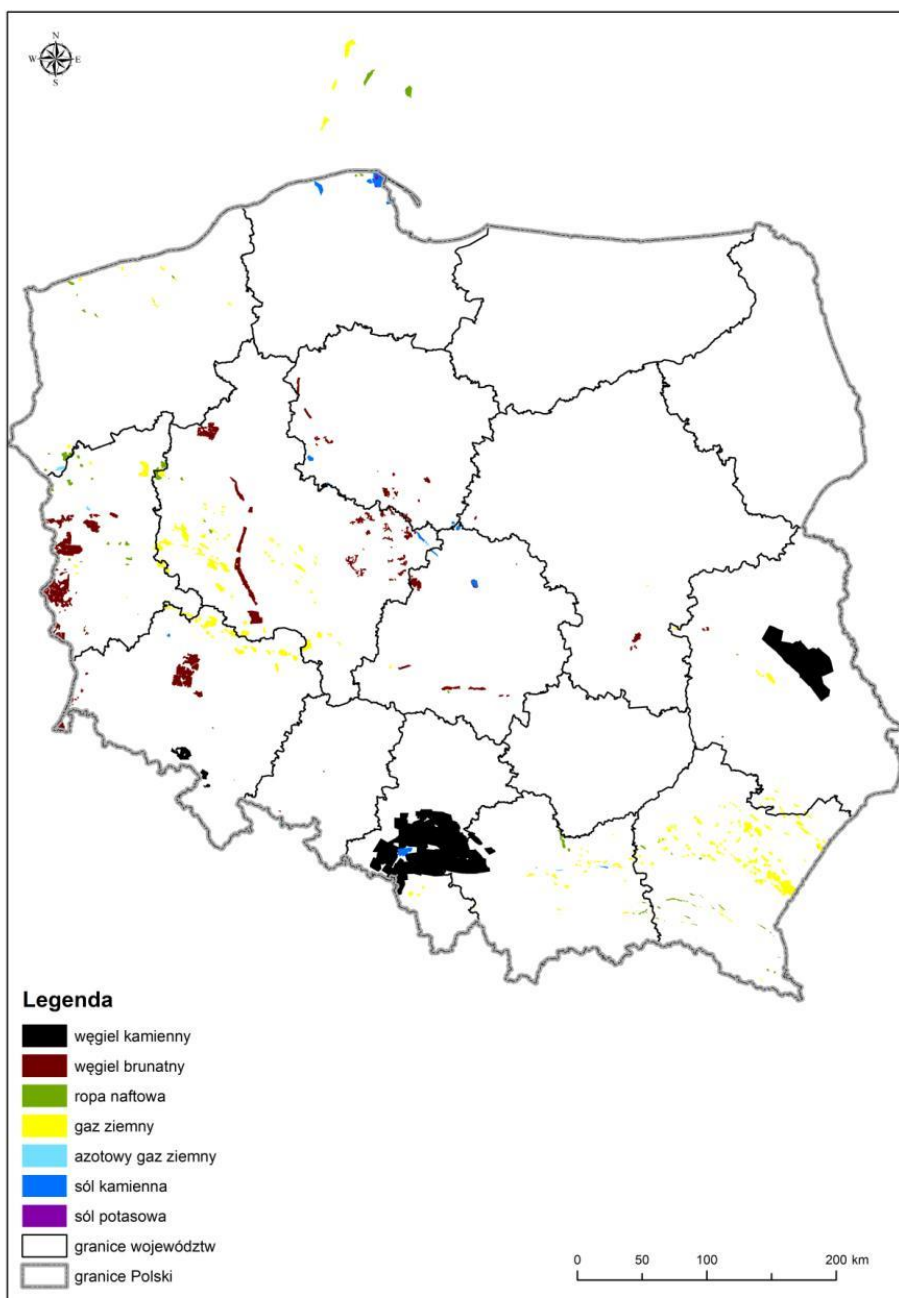 N
W E
S
Legenda
węgiel kamienny
węgiel brunatny
ropa naftowa
gaz ziemny
azotowy gaz ziemny
sól kamienna
sól potasowa
granice województw
granice Polski
0 50 100 200 km